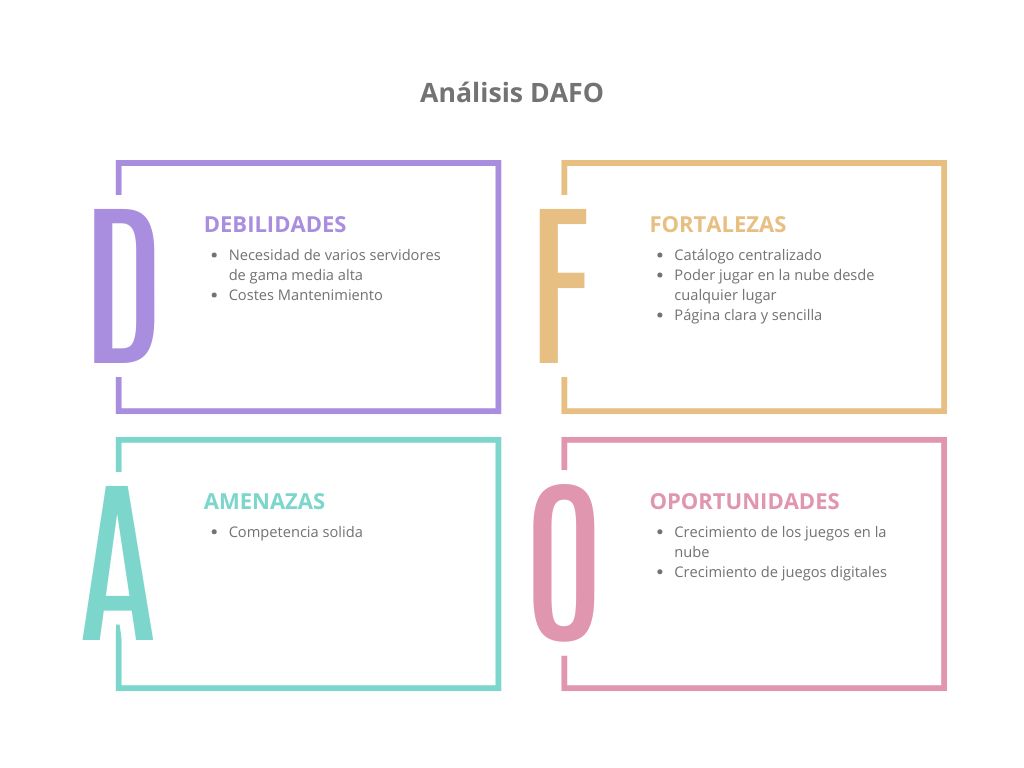 Análisis DAFO
D
DEBILIDADES
• Necesidad de varios servidores
de gama media alta
• Costes Mantenimiento
F
FORTALEZAS
• Catálogo centralizado
• Poder jugar en la nube desde
cualquier lugar
• Página clara y sencilla
A
AMENAZAS
• Competencia solida
O
OPORTUNIDADES
• Crecimiento de los juegos en la
nube
• Crecimiento de juegos digitales